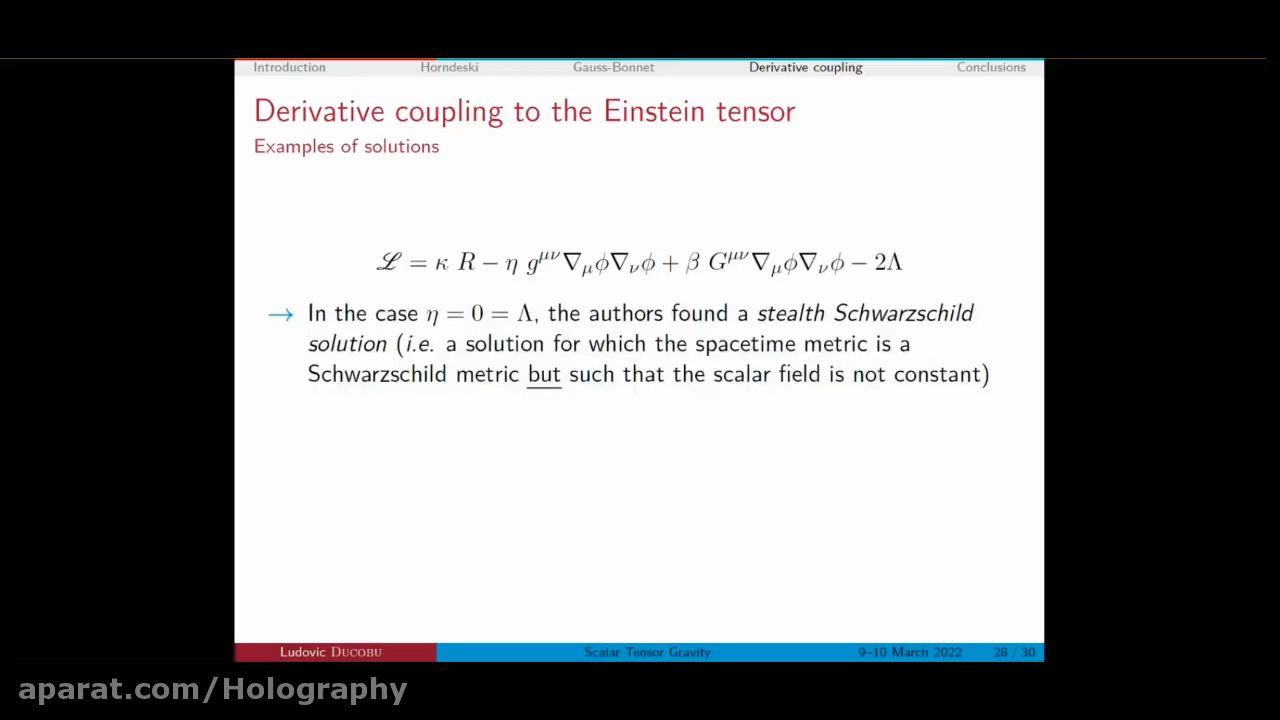 Introduction Horndeski Gauss-Bonnet Derivative coupling Conclusions
Derivative coupling to the Einstein tensor
Examples of solutions
ℒ = κ R − η g^{μν}∇_μφ∇_νφ + β G^{μν}∇_μφ∇_νφ − 2Λ
→ In the case η = 0 = Λ, the authors found a stealth Schwarzschild
solution (i.e. a solution for which the spacetime metric is a
Schwarzschild metric but such that the scalar field is not constant)
Ludovic DUCOBU Scalar Tensor Gravity 9–10 March 2022 28 / 30
aparat.com/Holography